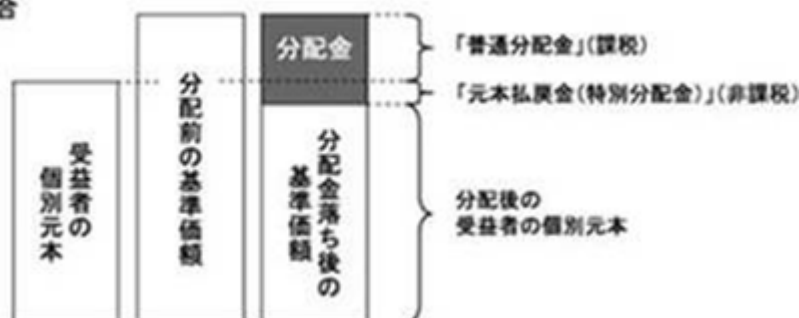 合
受益者の
個別元本
分配前の基準価額
分配金
分配金落ち後の
基準価額
「普通分配金」(課税)
「元本払戻金(特別分配金)」(非課税)
分配後の
受益者の個別元本